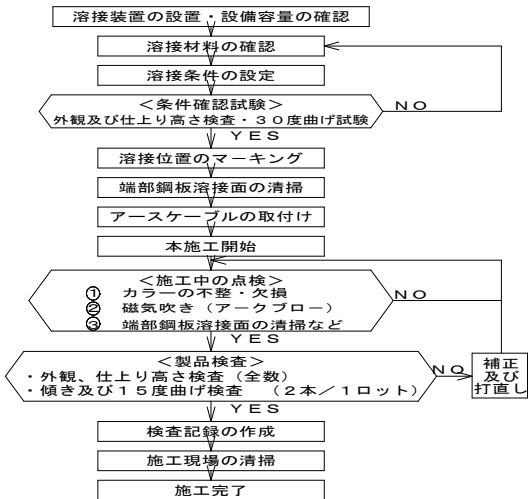 溶接装置の設置・設備容量の確認
溶接材料の確認
溶接条件の設定
＜条件確認試験＞
外観及び仕上り高さ検査・３０度曲げ試験
ＮＯ
ＹＥＳ
溶接位置のマーキング
端部鋼板溶接面の清掃
アースケーブルの取付け
本施工開始
＜施工中の点検＞
① カラーの不整・欠損
② 磁気吹き（アークブロー）
③ 端部鋼板溶接面の清掃など
ＮＯ
ＹＥＳ
＜製品検査＞
・外観、仕上り高さ検査（全数）
・傾き及び１５度曲げ検査　（２本／１ロット）
ＮＯ
補正
及び
打直し
ＹＥＳ
検査記録の作成
施工現場の清掃
施工完了